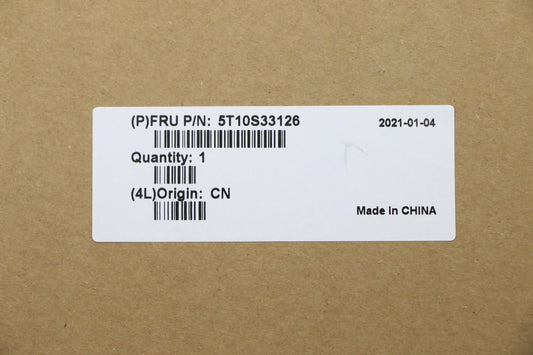 (P)FRU P/N: 5T10S33126
2021-01-04
Quantity: 1
(4L)Origin: CN
Made in CHINA